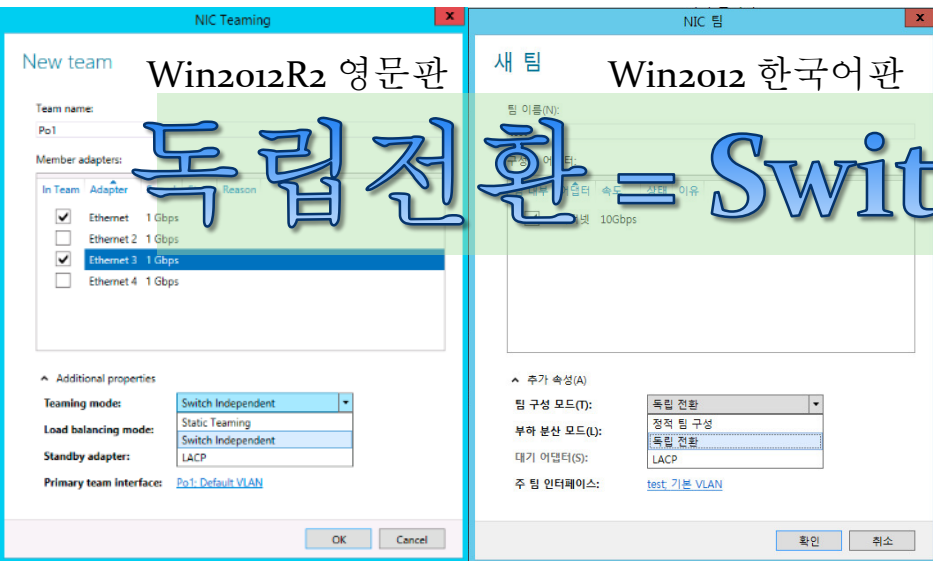 NIC Teaming
x
New team
Win2012R2 영문판
Team name:
Po1
Member adapters:
In Team Adapter Reason
Ethernet 1 Gbps
Ethernet 2 1 Gbps
Ethernet 3 1 Gbps
Ethernet 4 1 Gbps
Additional properties
Teaming mode: Switch Independent
Static Teaming
Load balancing mode:
Switch Independent
Standby adapter:
LACP
Primary team interface: Po1: Default VLAN
OK Cancel
독립전환 = Swit
NIC 팀
x
새 팀
Win2012 한국어판
팀 이름(N):
어댑터 속도 상태 이유
10Gbps
추가 속성(A)
팀 구성 모드(T): 독립 전환
정적 팀 구성
부하 분산 모드(L):
독립 전환
대기 어댑터(S):
LACP
주 팀 인터페이스: test: 기본 VLAN
확인 취소